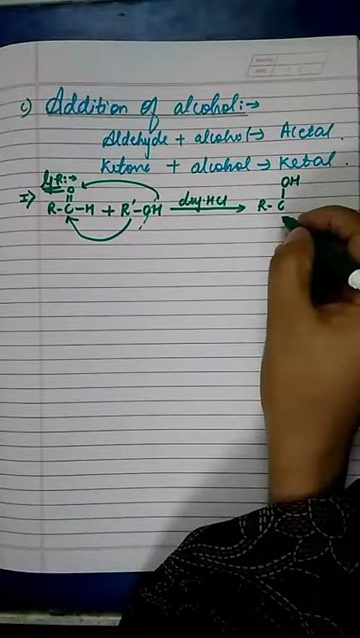 c) Addition of alcohol:→
Aldehyde + alcohol → Acetal.
Ketone + alcohol → Ketal.
G.R:→
I> R-C-H + R'-OH dry.HCl → R-C
O
OH